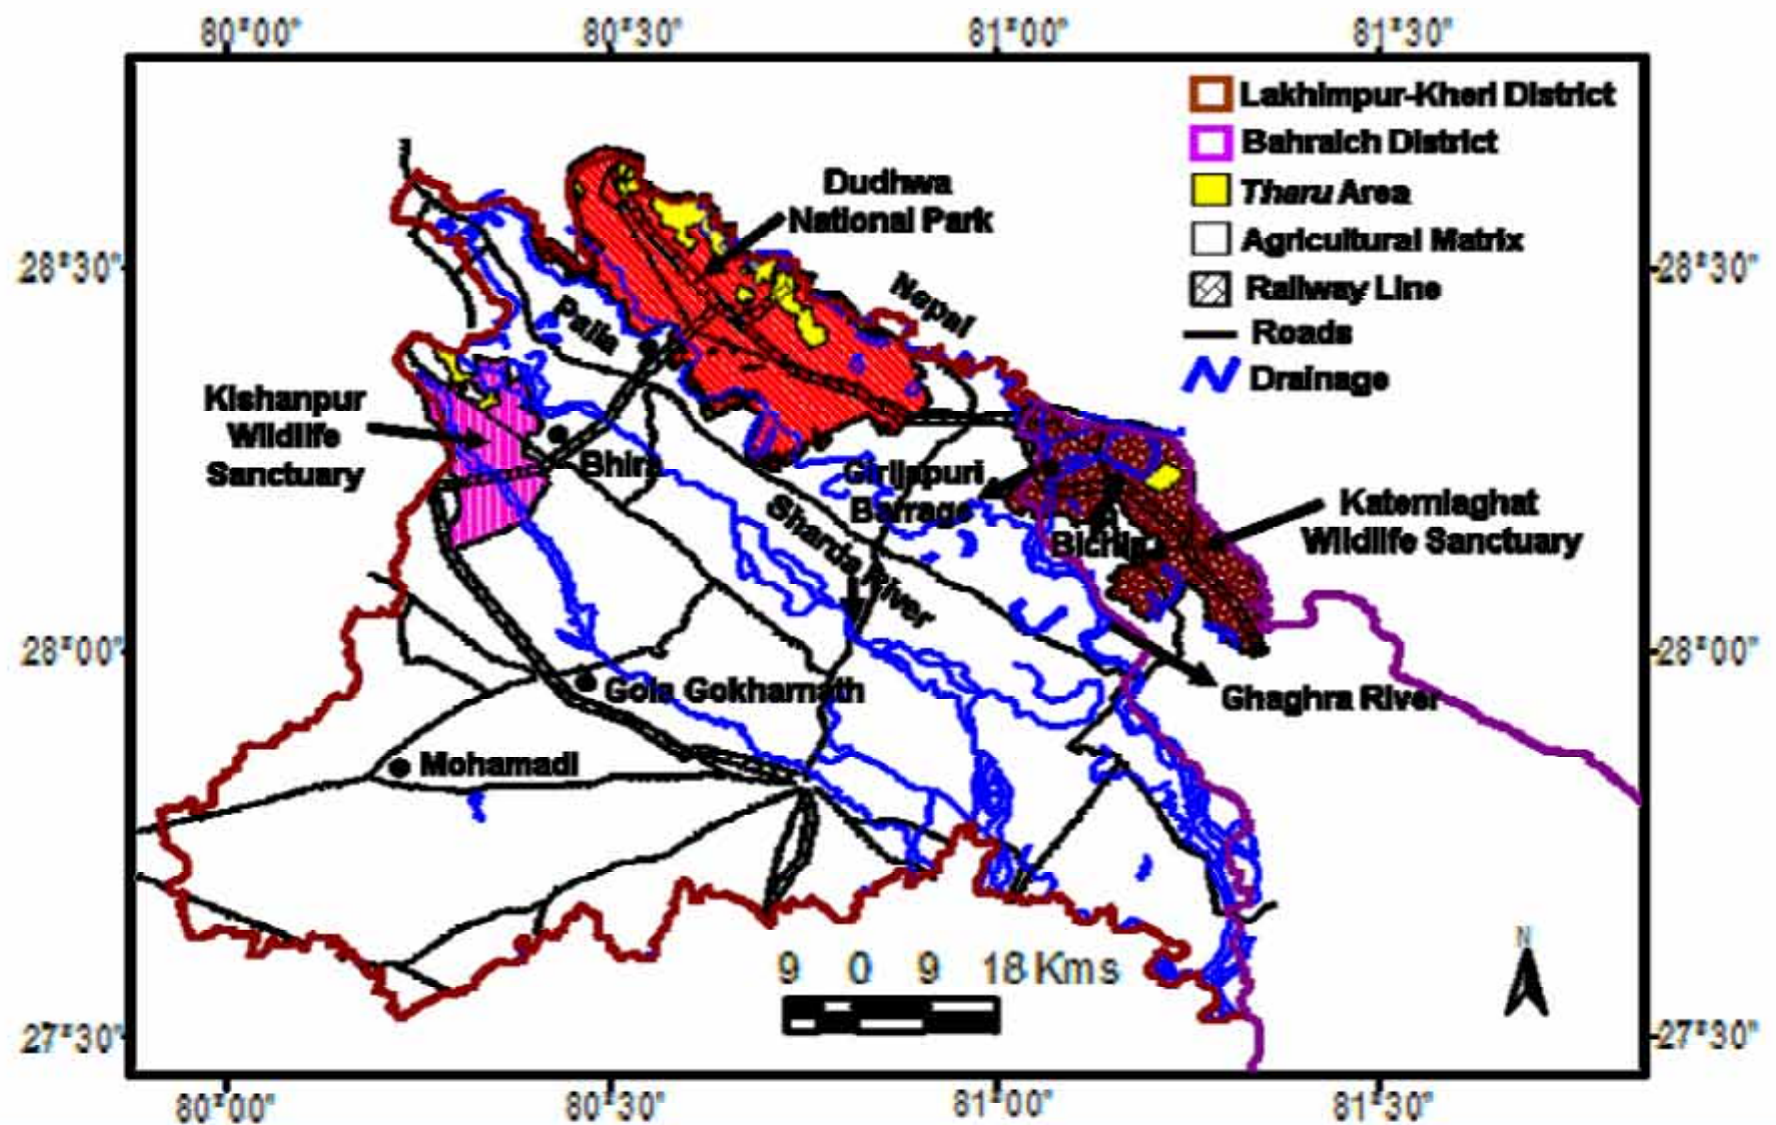 80°00" 80°30" 81°00" 81°30"
Lakhimpur-Kheri District
Bahraich District
Tharu Area
Agricultural Matrix
Railway Line
Roads
Drainage
Dudhwa
National Park
28°30" 28°30"
Nepal
Palia
Kishanpur
Wildlife
Sanctuary
Bhira
Girijapuri
Barrage
Katerniaghat
Wildlife Sanctuary
Bichia
Sharda River
28°00" 28°00"
Gola Gokharnath
Ghaghra River
Mohamadi
9 0 9 18 Kms
N
27°30" 27°30"
80°00" 80°30" 81°00" 81°30"